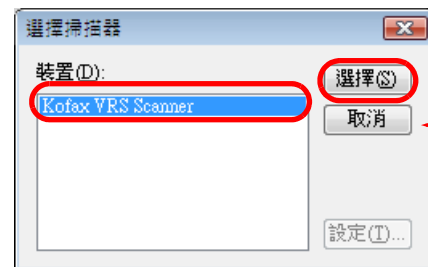 選擇掃描器
裝置(D):
Kofax VRS Scanner
選擇(S)
取消
設定(T)...